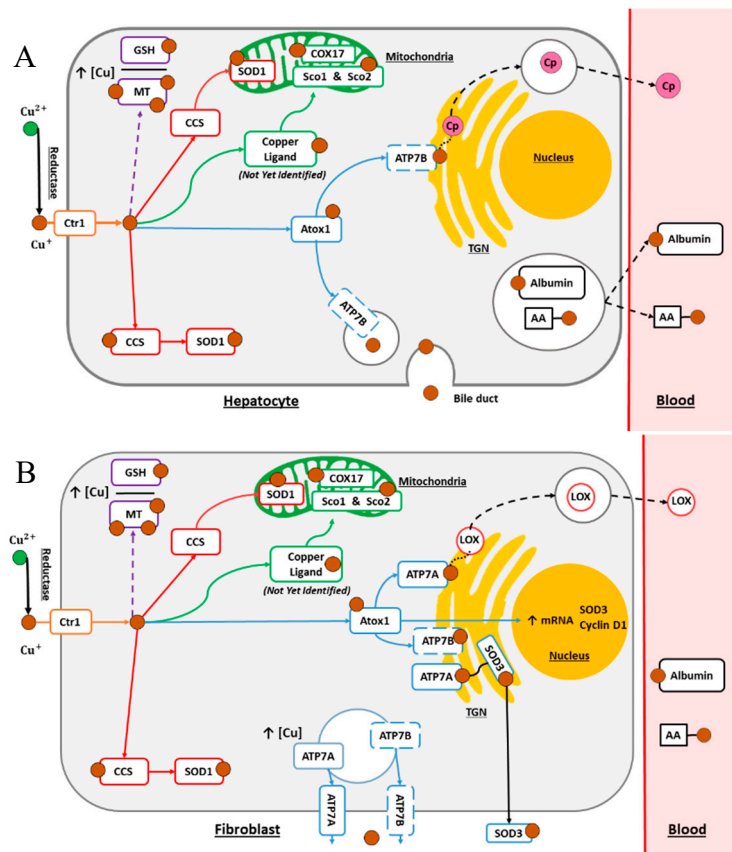 A
GSH
↑ [Cu]
MT
Cu²⁺
Reductase
Cu⁺
Ctr1
CCS
SOD1
COX17
Sco1 & Sco2
Mitochondria
Copper
Ligand
(Not Yet Identified)
Atox1
ATP7B
ATP7B
Cp
Cp
Cp
Nucleus
TGN
Albumin
AA
Albumin
AA
CCS
SOD1
Bile duct
Hepatocyte
Blood
B
GSH
↑ [Cu]
MT
Cu²⁺
Reductase
Cu⁺
Ctr1
CCS
SOD1
COX17
Sco1 & Sco2
Mitochondria
Copper
Ligand
(Not Yet Identified)
Atox1
ATP7A
LOX
LOX
LOX
↑ mRNA
SOD3
Cyclin D1
Nucleus
ATP7B
ATP7A
SOD3
TGN
Albumin
AA
CCS
SOD1
↑ [Cu]
ATP7A
ATP7B
ATP7A
ATP7B
SOD3
Fibroblast
Blood